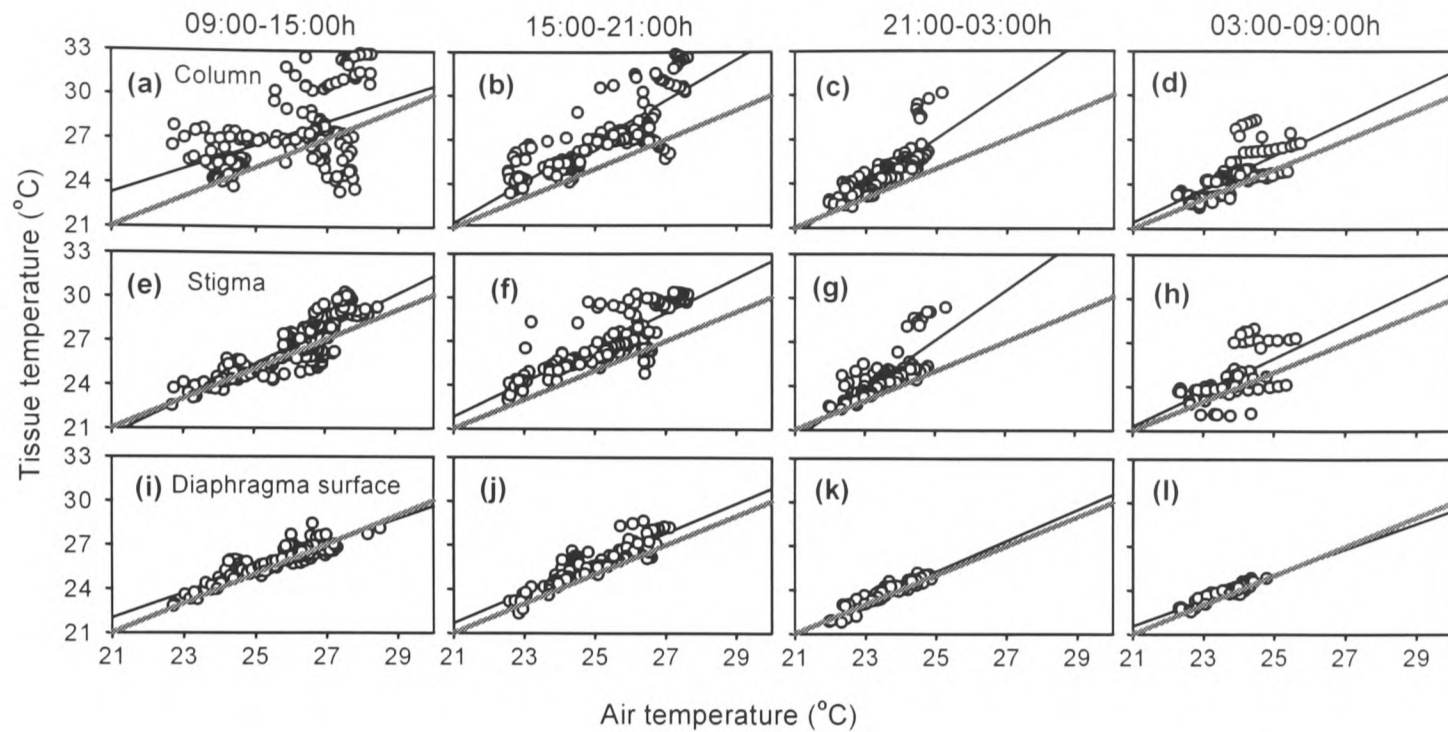 09:00-15:00h 15:00-21:00h 21:00-03:00h 03:00-09:00h
33
30
27
24
21
(a) Column (b) (c) (d)
33
30
27
24
21
(e) Stigma (f) (g) (h)
33
30
27
24
21
(i) Diaphragma surface (j) (k) (l)
Tissue temperature (°C)
21 23 25 27 29 21 23 25 27 29 21 23 25 27 29 21 23 25 27 29
Air temperature (°C)